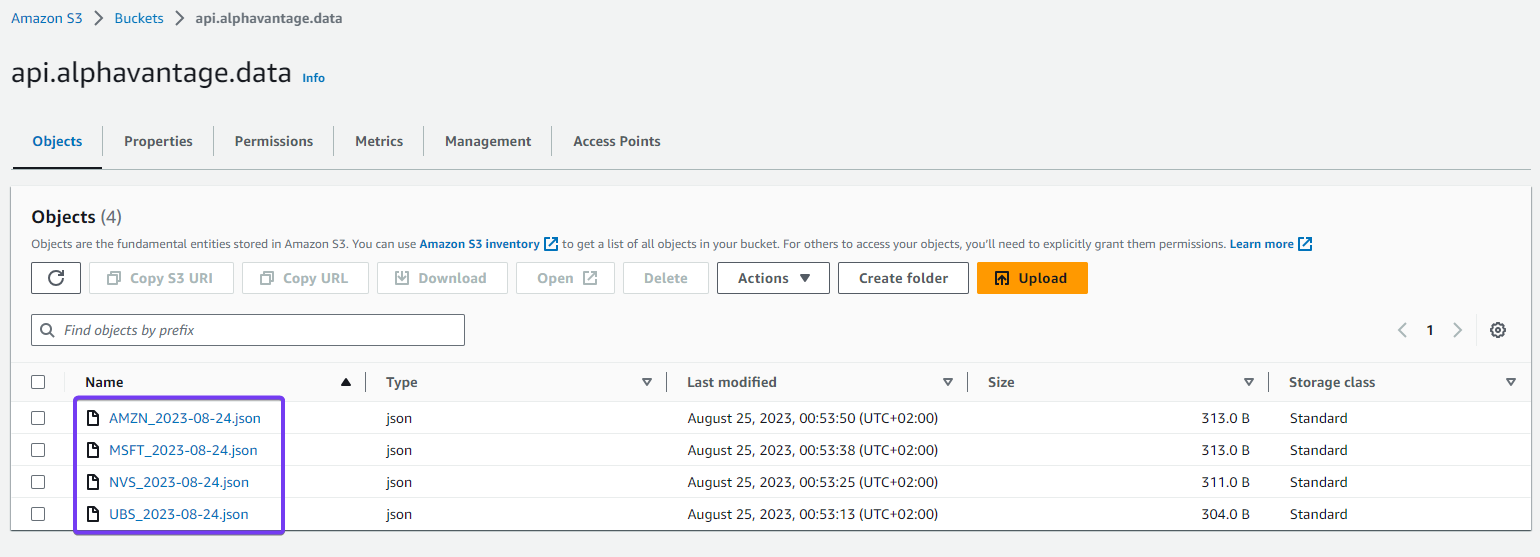 Amazon S3 > Buckets > api.alphavantage.data
api.alphavantage.data Info
Objects Properties Permissions Metrics Management Access Points
Objects (4)
Objects are the fundamental entities stored in Amazon S3. You can use Amazon S3 inventory to get a list of all objects in your bucket. For others to access your objects, you'll need to explicitly grant them permissions. Learn more
Copy S3 URI Copy URL Download Open Delete Actions Create folder Upload
Find objects by prefix 1
Name Type Last modified Size Storage class
AMZN_2023-08-24.json json August 25, 2023, 00:53:50 (UTC+02:00) 313.0 B Standard
MSFT_2023-08-24.json json August 25, 2023, 00:53:38 (UTC+02:00) 313.0 B Standard
NVS_2023-08-24.json json August 25, 2023, 00:53:25 (UTC+02:00) 311.0 B Standard
UBS_2023-08-24.json json August 25, 2023, 00:53:13 (UTC+02:00) 304.0 B Standard